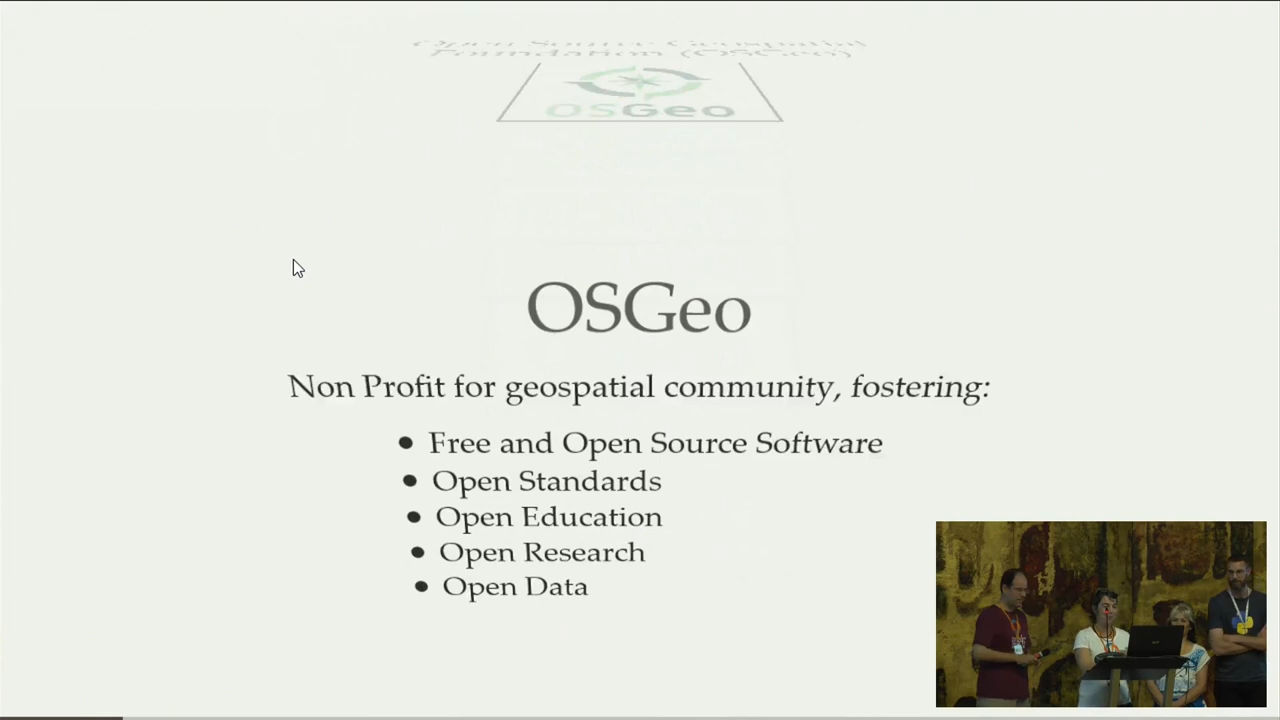 Open Source Geospatial
Foundation (OSGeo)
OSGeo
OSGeo
Non Profit for geospatial community, fostering:
Free and Open Source Software
Open Standards
Open Education
Open Research
Open Data